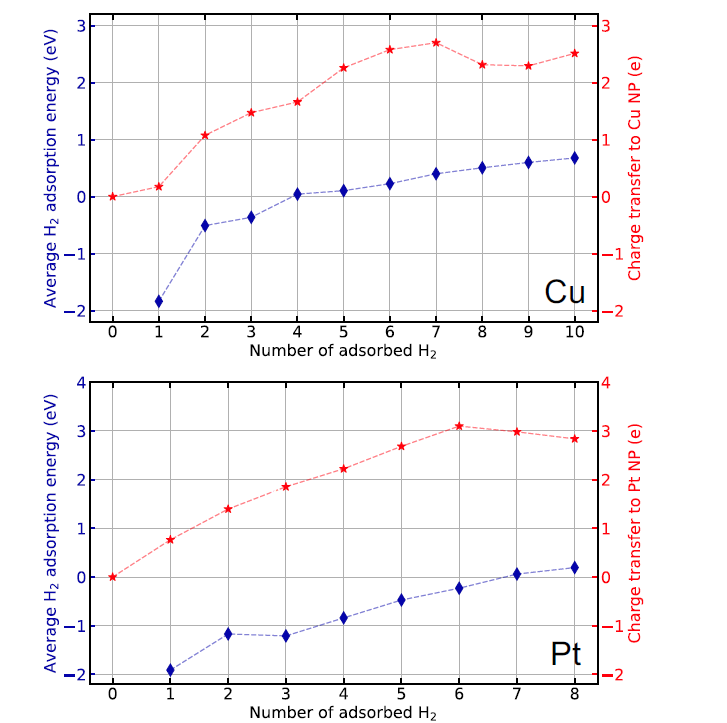 Average H₂ adsorption energy (eV)
3
2
1
0
−1
−2
3
2
1
0
−1
−2
Charge transfer to Cu NP (e)
Cu
0 1 2 3 4 5 6 7 8 9 10
Number of adsorbed H₂
Average H₂ adsorption energy (eV)
4
3
2
1
0
−1
−2
4
3
2
1
0
−1
−2
Charge transfer to Pt NP (e)
Pt
0 1 2 3 4 5 6 7 8
Number of adsorbed H₂